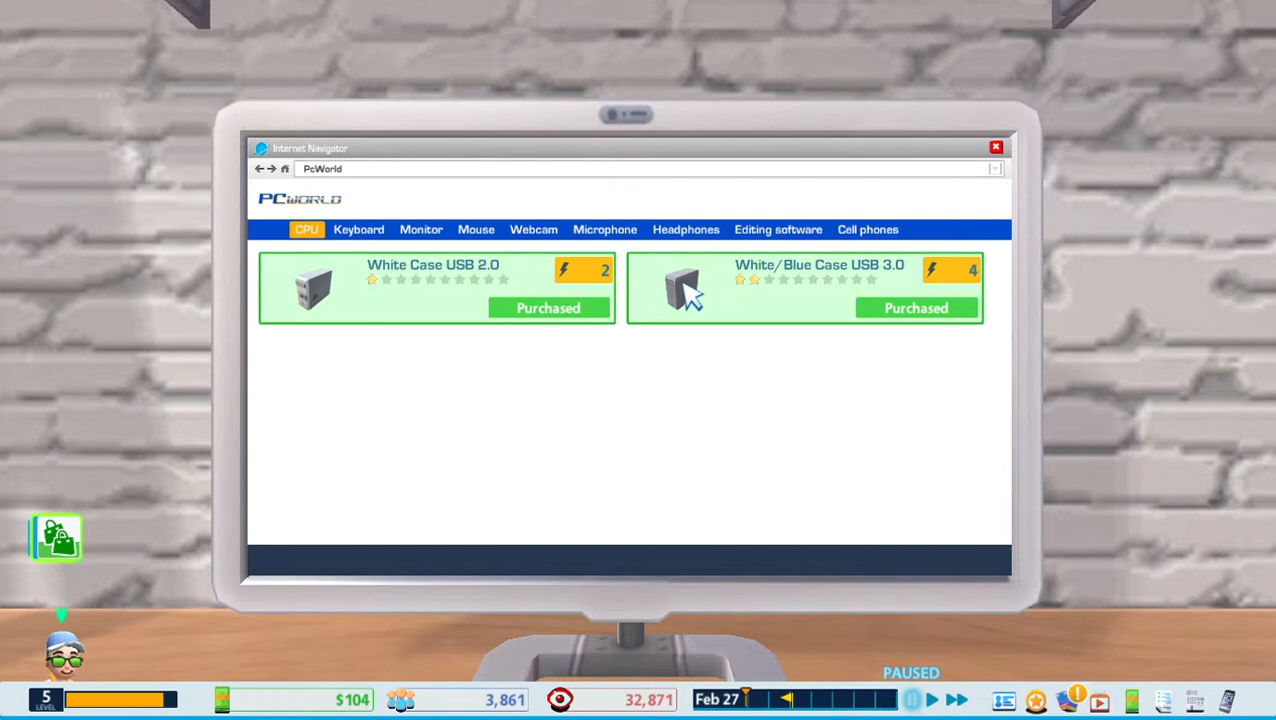 Internet Navigator
PcWorld
PCWORLD
CPU Keyboard Monitor Mouse Webcam Microphone Headphones Editing software Cell phones
White Case USB 2.0 2
Purchased
White/Blue Case USB 3.0 4
Purchased
PAUSED
5
LEVEL
$104
3,861
32,871
Feb 27